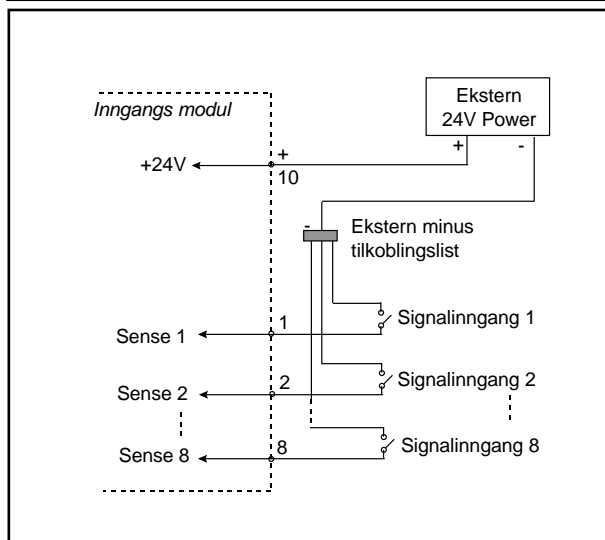 Ekstern
24V Power
+ -
Inngangs modul
+
+24V
10
-
Ekstern minus
tilkoblingslist
1
Signalinngang 1
Sense 1
2
Signalinngang 2
Sense 2
8
Signalinngang 8
Sense 8